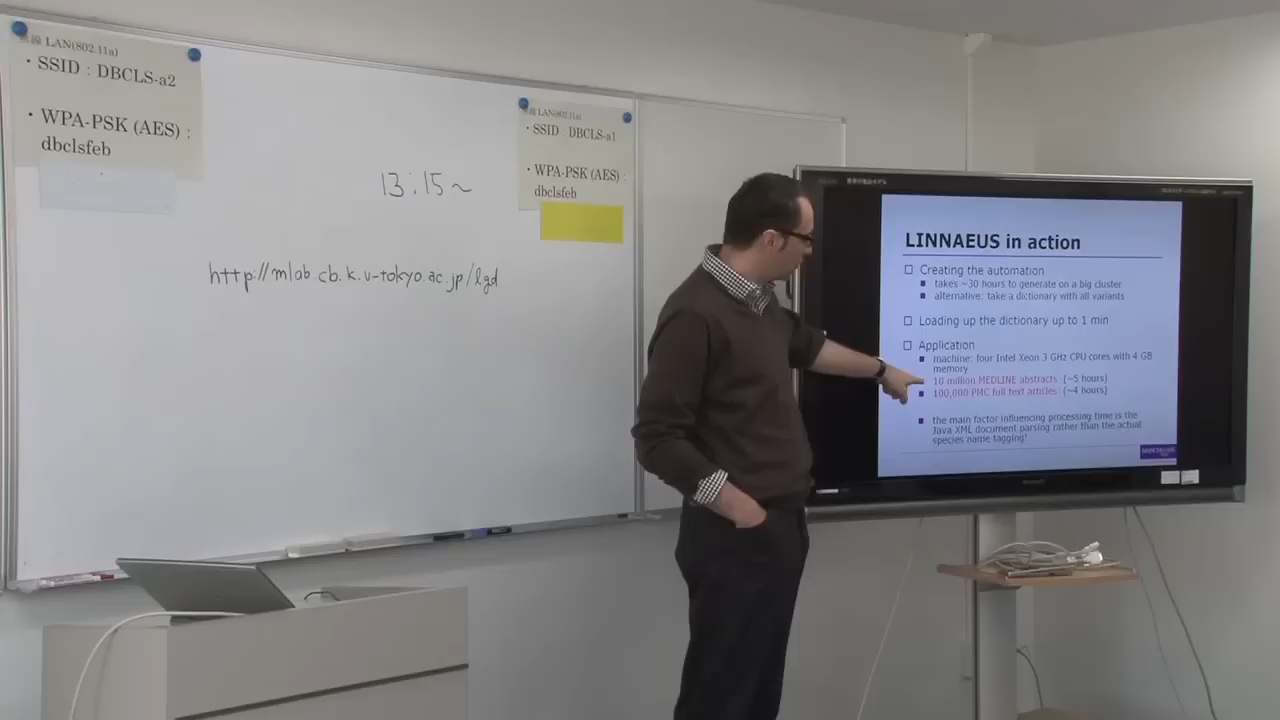 LAN(802.11a)
・SSID : DBCLS-a2
・WPA-PSK (AES) :
dbclsfeb
LAN(802.11a)
・SSID : DBCLS-a1
・WPA-PSK (AES) :
dbclsfeb
13:15~
http://mlab.cb.k.u-tokyo.ac.jp/lgd
LINNAEUS in action
Creating the automation
takes ~30 hours to generate on a big cluster
alternative: take a dictionary with all variants
Loading up the dictionary up to 1 min
Application
machine: four Intel Xeon 3 GHz CPU cores with 4 GB
memory
10 million MEDLINE abstracts (~5 hours)
100,000 PMC full text articles (~4 hours)
the main factor influencing processing time is the
Java XML document parsing rather than the actual
species name tagging!